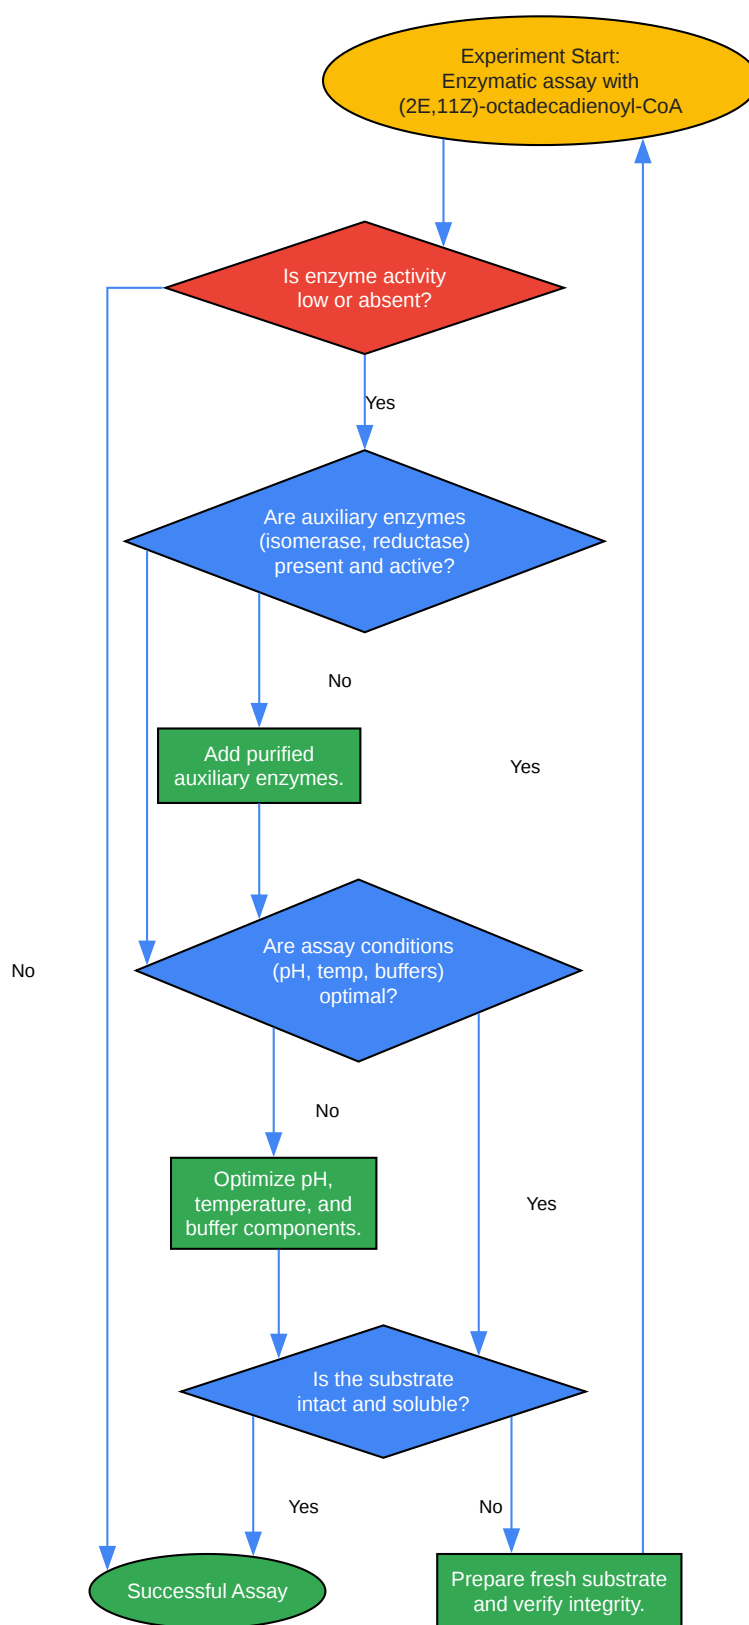 Experiment Start:
Enzymatic assay with
(2E,11Z)-octadecadienoyl-CoA
Is enzyme activity
low or absent?
Yes
Are auxiliary enzymes
(isomerase, reductase)
present and active?
No
Add purified
auxiliary enzymes.
Yes
Are assay conditions
(pH, temp, buffers)
optimal?
No
No
Optimize pH,
temperature, and
buffer components.
Yes
Is the substrate
intact and soluble?
Yes
No
Successful Assay
Prepare fresh substrate
and verify integrity.